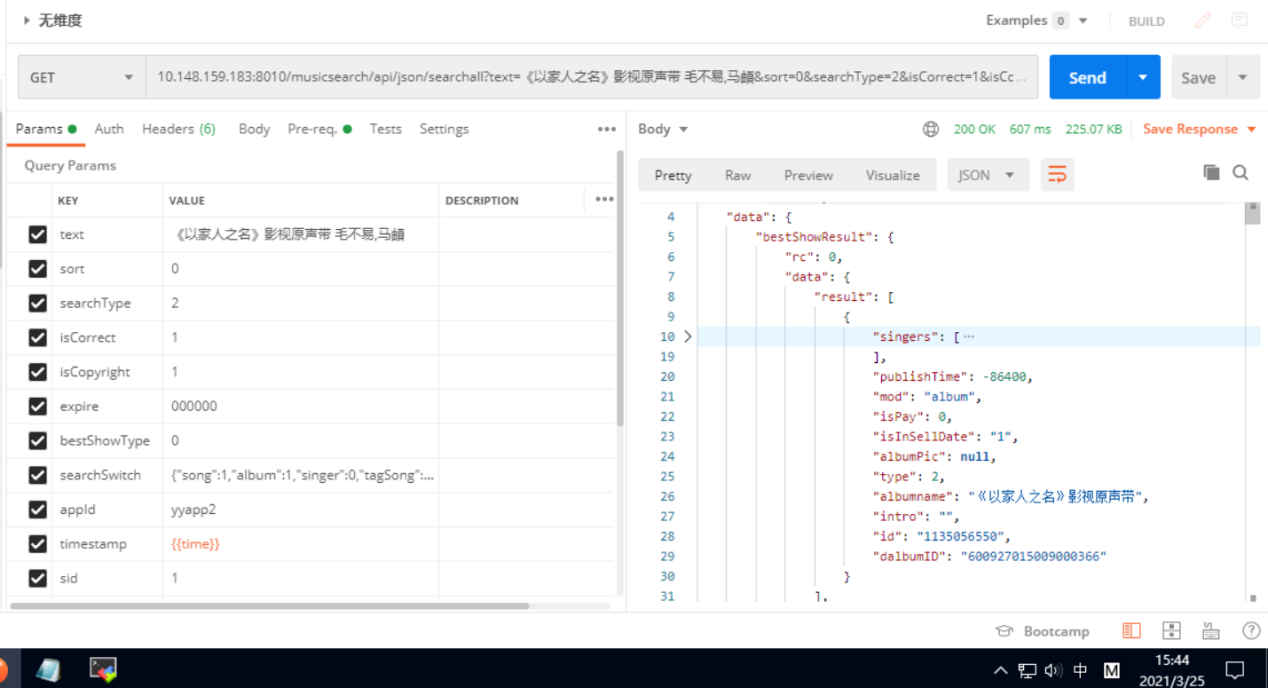 无维度
Examples 0 BUILD
GET 10.148.159.183:8010/musicsearch/api/json/searchall?text=《以家人之名》影视原声带 毛不易,马頔&sort=0&searchType=2&isCorrect=1&isCc... Send Save
Params Auth Headers (6) Body Pre-req. Tests Settings
Body 200 OK 607 ms 225.07 KB Save Response
Query Params
Pretty Raw Preview Visualize JSON
KEY VALUE DESCRIPTION
text 《以家人之名》影视原声带 毛不易,马頔
sort 0
searchType 2
isCorrect 1
isCopyright 1
expire 000000
bestShowType 0
searchSwitch {"song":1,"album":1,"singer":0,"tagSong":...
appId yyapp2
timestamp {{time}}
sid 1
4 "data": {
5 "bestShowResult": {
6 "rc": 0,
7 "data": {
8 "result": [
9 {
10 "singers": [ ...
19 ],
20 "publishTime": -86400,
21 "mod": "album",
22 "isPay": 0,
23 "isInSellDate": "1",
24 "albumPic": null,
25 "type": 2,
26 "albumname": "《以家人之名》影视原声带",
27 "intro": "",
28 "id": "1135056550",
29 "dalbumID": "600927015009000366"
30 }
31 ],
Bootcamp
中 M 15:44
2021/3/25